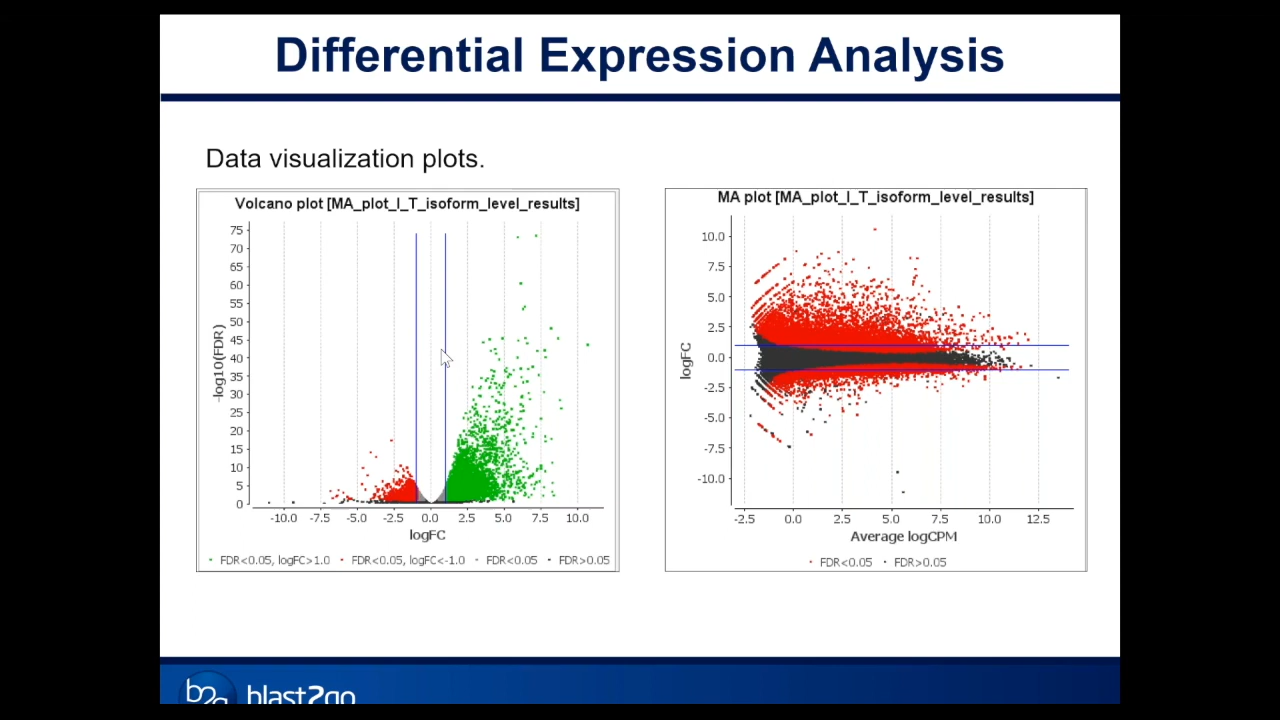 Differential Expression Analysis
Data visualization plots.
Volcano plot [MA_plot_I_T_isoform_level_results]
75
70
65
60
55
50
45
40
35
30
25
20
15
10
5
0
-log10(FDR)
-10.0 -7.5 -5.0 -2.5 0.0 2.5 5.0 7.5 10.0
logFC
FDR<0.05, logFC>1.0 FDR<0.05, logFC<-1.0 FDR<0.05 FDR>0.05
MA plot [MA_plot_I_T_isoform_level_results]
10.0
7.5
5.0
2.5
0.0
-2.5
-5.0
-7.5
-10.0
logFC
-2.5 0.0 2.5 5.0 7.5 10.0 12.5
Average logCPM
FDR<0.05 FDR>0.05
b2g blast2go